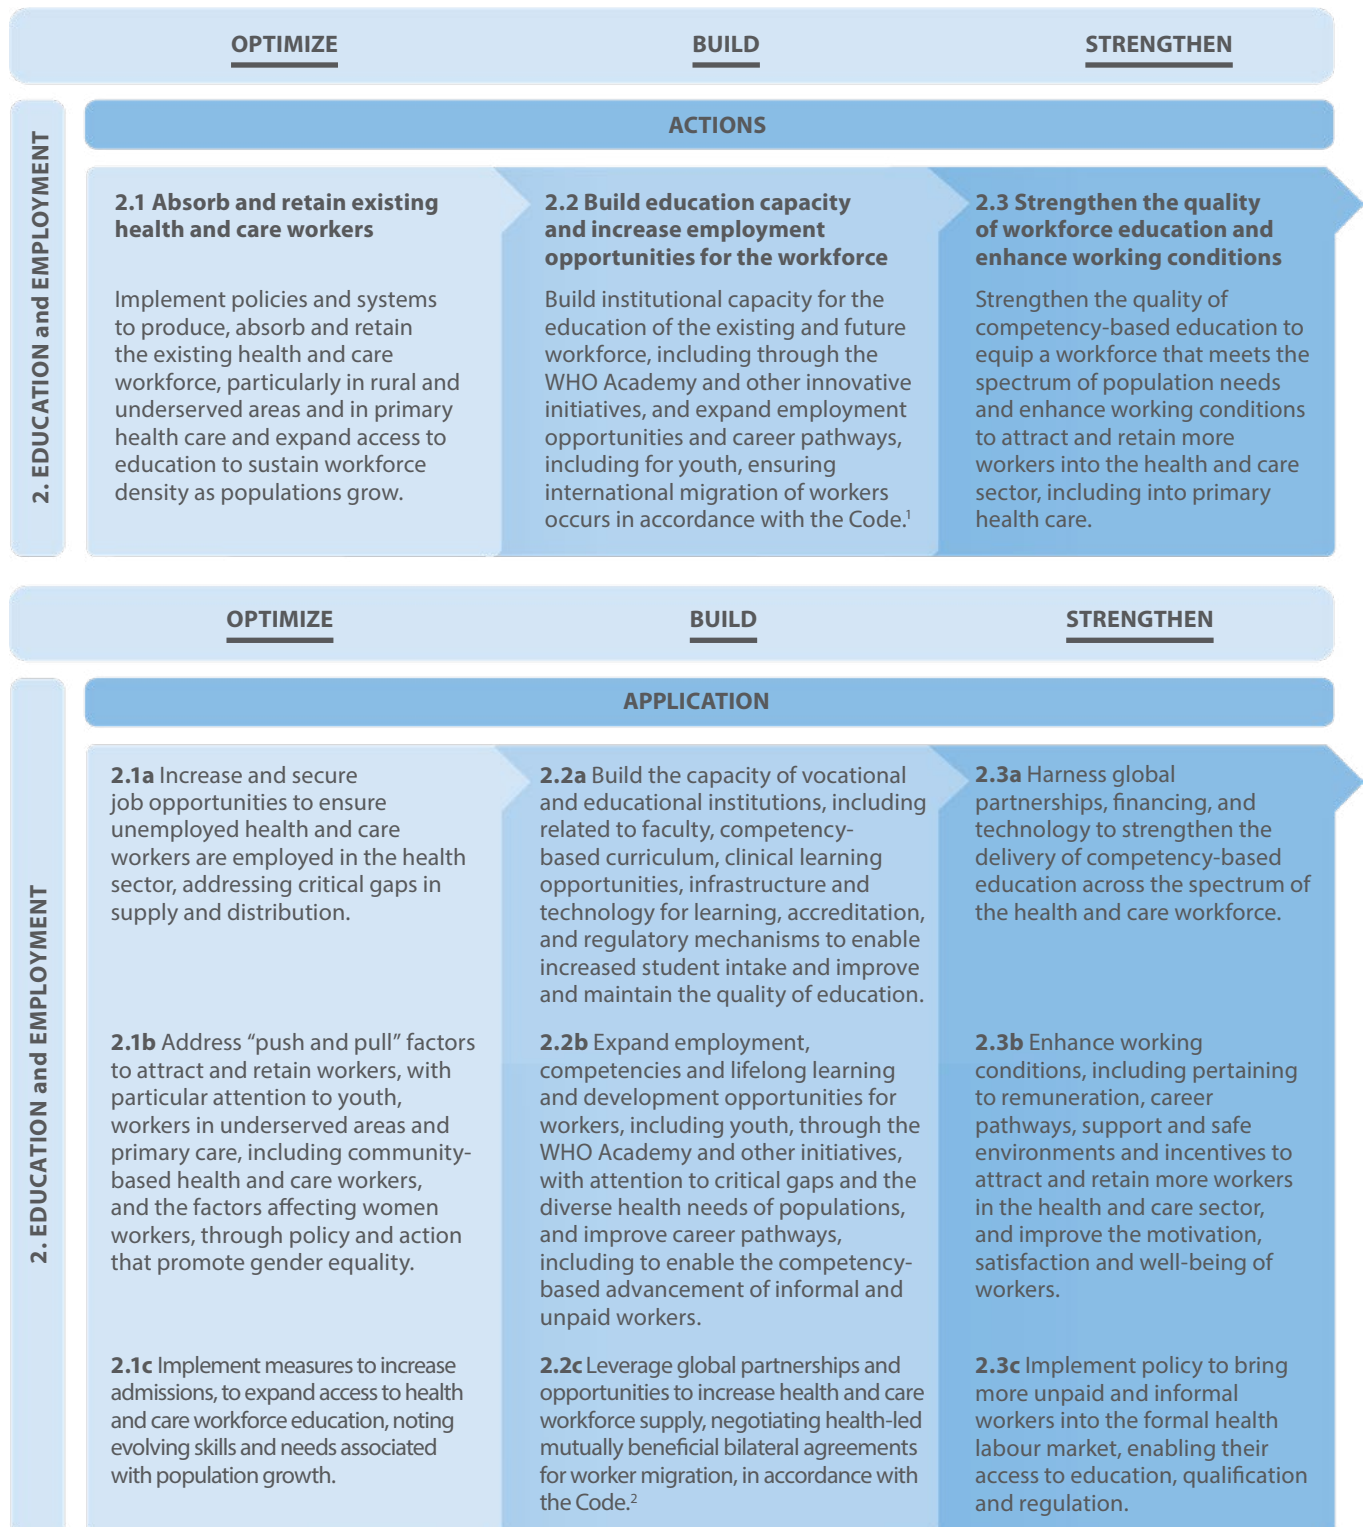 OPTIMIZE
BUILD
STRENGTHEN
2. EDUCATION and EMPLOYMENT
ACTIONS
2.1 Absorb and retain existing
health and care workers
Implement policies and systems
to produce, absorb and retain
the existing health and care
workforce, particularly in rural and
underserved areas and in primary
health care and expand access to
education to sustain workforce
density as populations grow.
2.2 Build education capacity
and increase employment
opportunities for the workforce
Build institutional capacity for the
education of the existing and future
workforce, including through the
WHO Academy and other innovative
initiatives, and expand employment
opportunities and career pathways,
including for youth, ensuring
international migration of workers
occurs in accordance with the Code.¹
2.3 Strengthen the quality
of workforce education and
enhance working conditions
Strengthen the quality of
competency-based education to
equip a workforce that meets the
spectrum of population needs
and enhance working conditions
to attract and retain more
workers into the health and care
sector, including into primary
health care.
OPTIMIZE
BUILD
STRENGTHEN
2. EDUCATION and EMPLOYMENT
APPLICATION
2.1a Increase and secure
job opportunities to ensure
unemployed health and care
workers are employed in the health
sector, addressing critical gaps in
supply and distribution.
2.2a Build the capacity of vocational
and educational institutions, including
related to faculty, competency-
based curriculum, clinical learning
opportunities, infrastructure and
technology for learning, accreditation,
and regulatory mechanisms to enable
increased student intake and improve
and maintain the quality of education.
2.3a Harness global
partnerships, financing, and
technology to strengthen the
delivery of competency-based
education across the spectrum of
the health and care workforce.
2.1b Address “push and pull” factors
to attract and retain workers, with
particular attention to youth,
workers in underserved areas and
primary care, including community-
based health and care workers,
and the factors affecting women
workers, through policy and action
that promote gender equality.
2.2b Expand employment,
competencies and lifelong learning
and development opportunities for
workers, including youth, through the
WHO Academy and other initiatives,
with attention to critical gaps and the
diverse health needs of populations,
and improve career pathways,
including to enable the competency-
based advancement of informal and
unpaid workers.
2.3b Enhance working
conditions, including pertaining
to remuneration, career
pathways, support and safe
environments and incentives to
attract and retain more workers
in the health and care sector,
and improve the motivation,
satisfaction and well-being of
workers.
2.1c Implement measures to increase
admissions, to expand access to health
and care workforce education, noting
evolving skills and needs associated
with population growth.
2.2c Leverage global partnerships and
opportunities to increase health and care
workforce supply, negotiating health-led
mutually beneficial bilateral agreements
for worker migration, in accordance with
the Code.²
2.3c Implement policy to bring
more unpaid and informal
workers into the formal health
labour market, enabling their
access to education, qualification
and regulation.